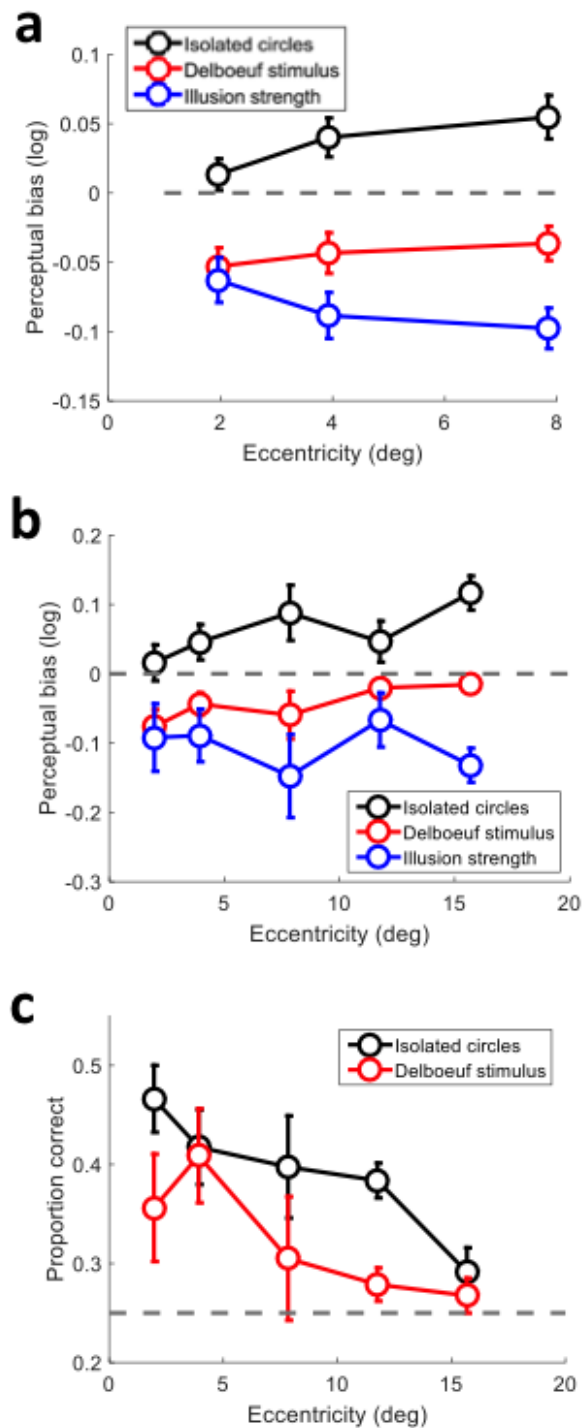 a
Isolated circles
Delboeuf stimulus
Illusion strength
Perceptual bias (log)
0.1
0.05
0
-0.05
-0.1
-0.15
0 2 4 6 8
Eccentricity (deg)
b
Perceptual bias (log)
0.2
0.1
0
-0.1
-0.2
-0.3
Isolated circles
Delboeuf stimulus
Illusion strength
0 5 10 15 20
Eccentricity (deg)
c
Isolated circles
Delboeuf stimulus
Proportion correct
0.5
0.4
0.3
0.2
0 5 10 15 20
Eccentricity (deg)